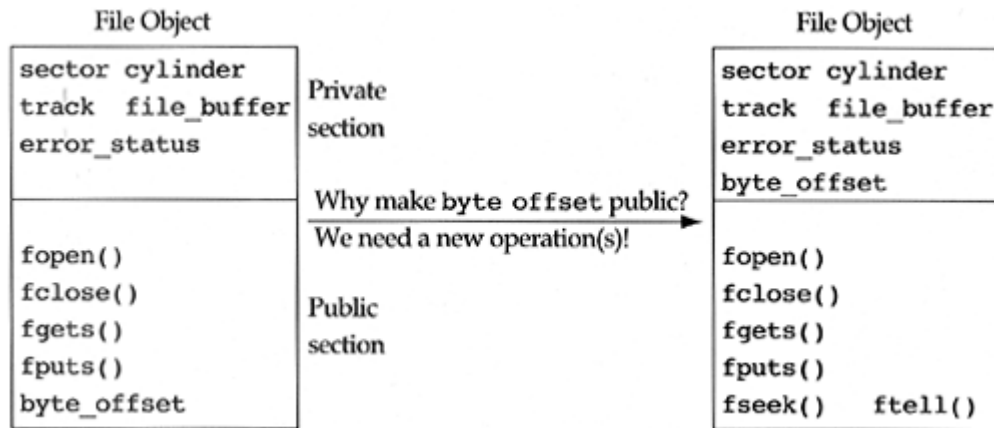 File Object
sector cylinder
track file_buffer
error_status
fopen()
fclose()
fgets()
fputs()
byte_offset
Private
section
Why make byte offset public?
We need a new operation(s)!
Public
section
File Object
sector cylinder
track file_buffer
error_status
byte_offset
fopen()
fclose()
fgets()
fputs()
fseek() ftell()